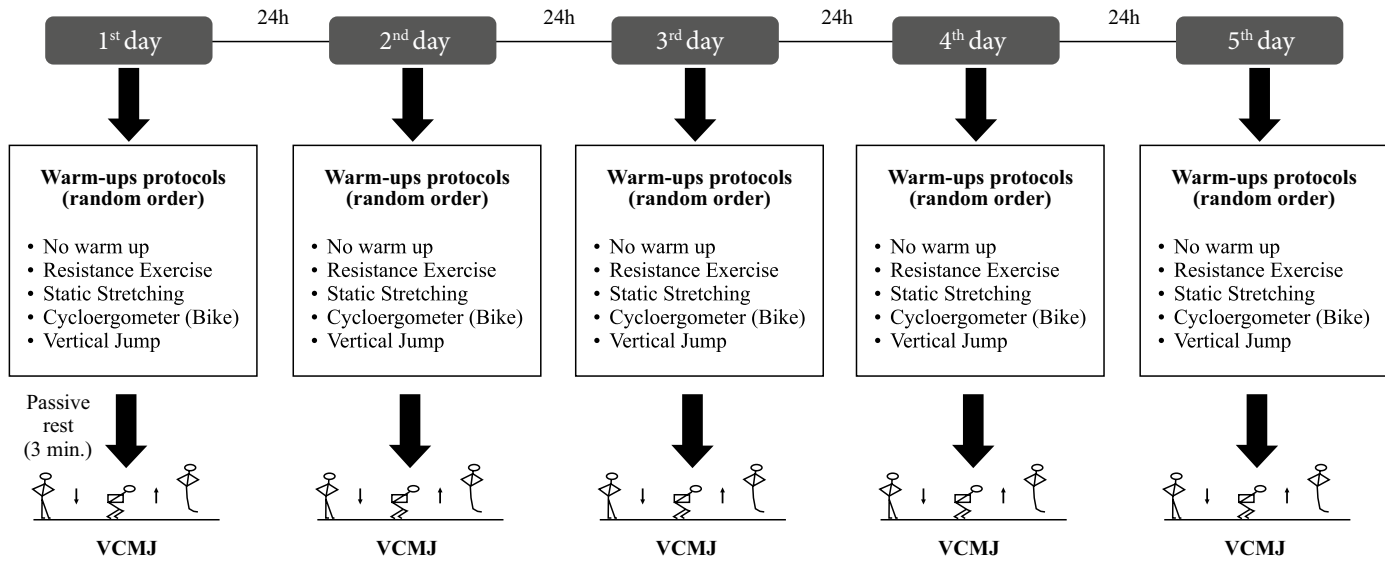 24h 24h 24h 24h
1st day 2nd day 3rd day 4th day 5th day
Warm-ups protocols
(random order)
• No warm up
• Resistance Exercise
• Static Stretching
• Cycloergometer (Bike)
• Vertical Jump
Warm-ups protocols
(random order)
• No warm up
• Resistance Exercise
• Static Stretching
• Cycloergometer (Bike)
• Vertical Jump
Warm-ups protocols
(random order)
• No warm up
• Resistance Exercise
• Static Stretching
• Cycloergometer (Bike)
• Vertical Jump
Warm-ups protocols
(random order)
• No warm up
• Resistance Exercise
• Static Stretching
• Cycloergometer (Bike)
• Vertical Jump
Warm-ups protocols
(random order)
• No warm up
• Resistance Exercise
• Static Stretching
• Cycloergometer (Bike)
• Vertical Jump
Passive
rest
(3 min.)
VCMJ VCMJ VCMJ VCMJ VCMJ